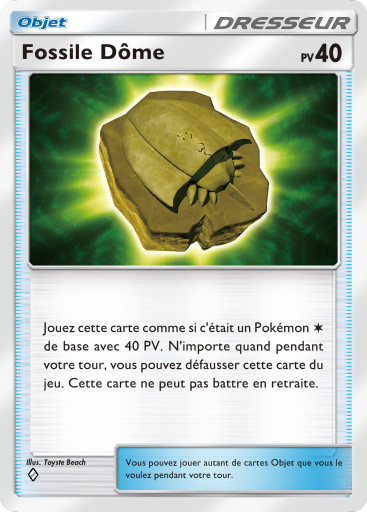 Objet
DRESSEUR
Fossile Dôme
PV40
Jouez cette carte comme si c'était un Pokémon ✶
de base avec 40 PV. N'importe quand pendant
votre tour, vous pouvez défausser cette carte du
jeu. Cette carte ne peut pas battre en retraite.
Illus. Toyste Beach
Vous pouvez jouer autant de cartes Objet que vous le
voulez pendant votre tour.